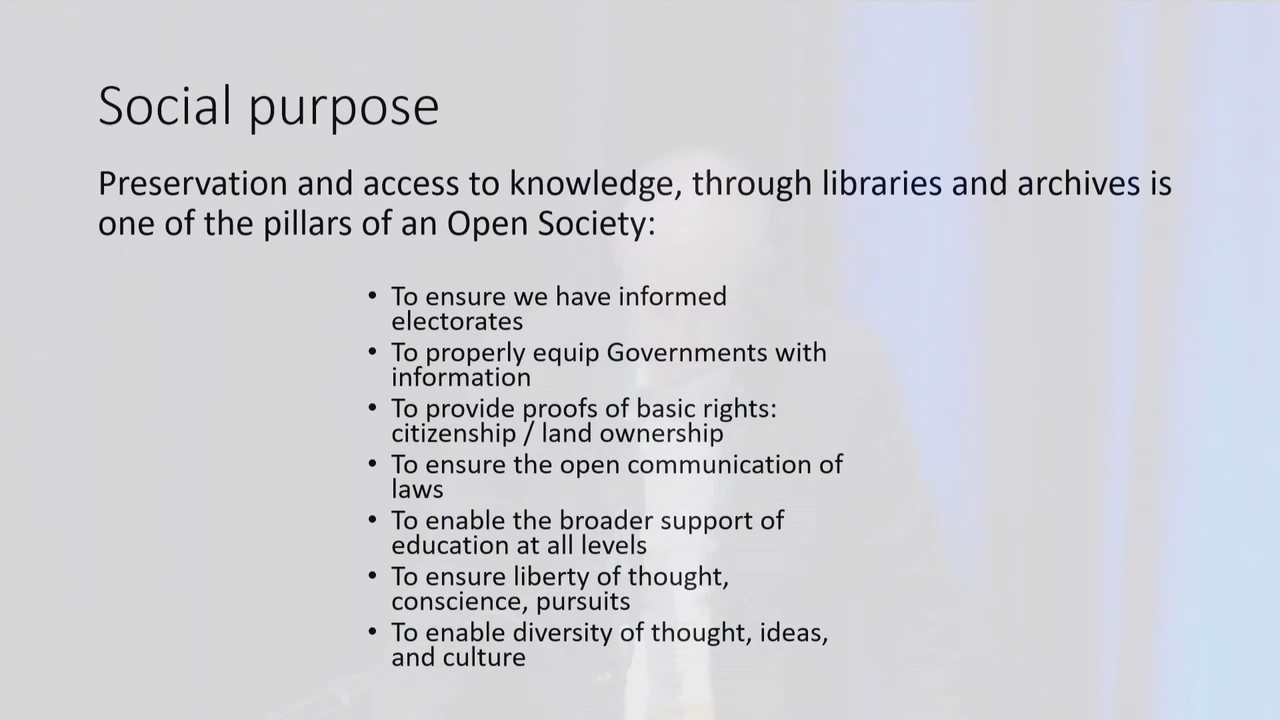 Social purpose
Preservation and access to knowledge, through libraries and archives is
one of the pillars of an Open Society:
• To ensure we have informed
electorates
• To properly equip Governments with
information
• To provide proofs of basic rights:
citizenship / land ownership
• To ensure the open communication of
laws
• To enable the broader support of
education at all levels
• To ensure liberty of thought,
conscience, pursuits
• To enable diversity of thought, ideas,
and culture